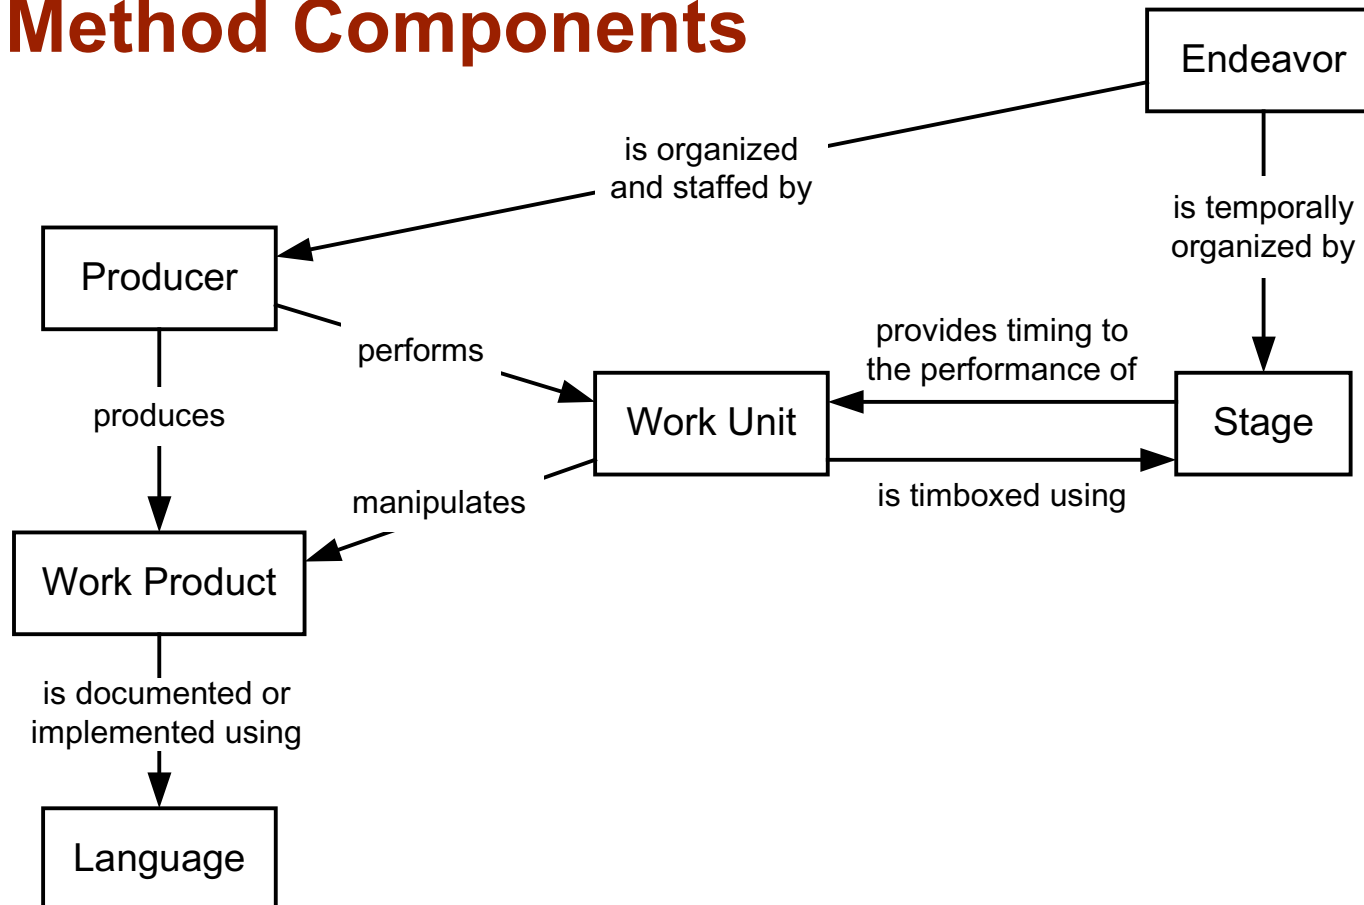 Method Components
Endeavor
is organized
and staffed by
is temporally
organized by
Producer
performs
provides timing to
the performance of
produces
Work Unit
Stage
manipulates
is timboxed using
Work Product
is documented or
implemented using
Language